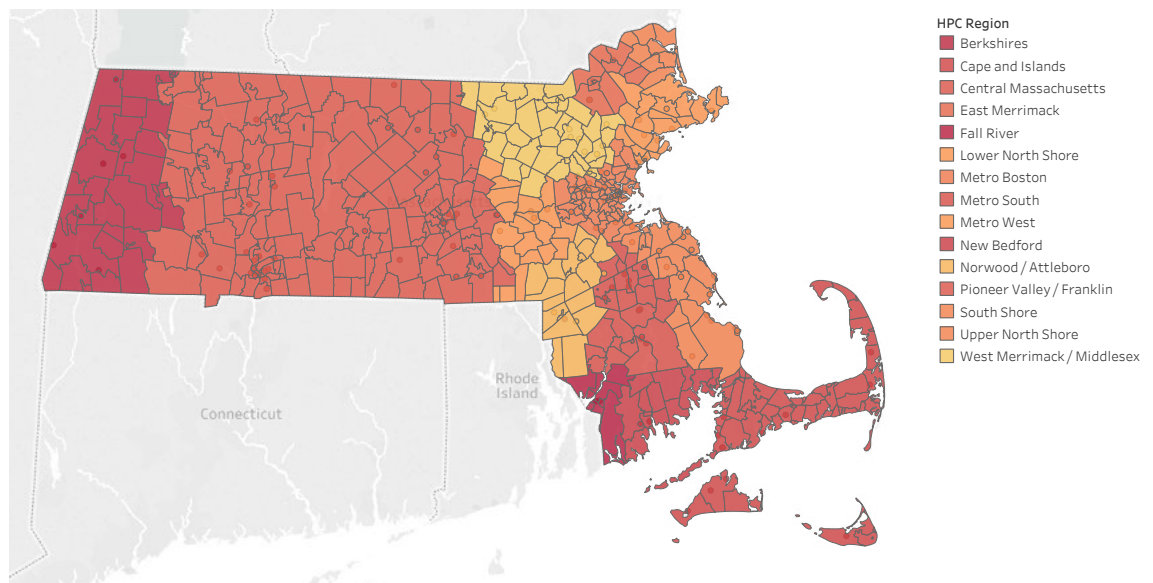 HPC Region
Berkshires
Cape and Islands
Central Massachusetts
East Merrimack
Fall River
Lower North Shore
Metro Boston
Metro South
Metro West
New Bedford
Norwood / Attleboro
Pioneer Valley / Franklin
South Shore
Upper North Shore
West Merrimack / Middlesex
Rhode
Island
Connecticut